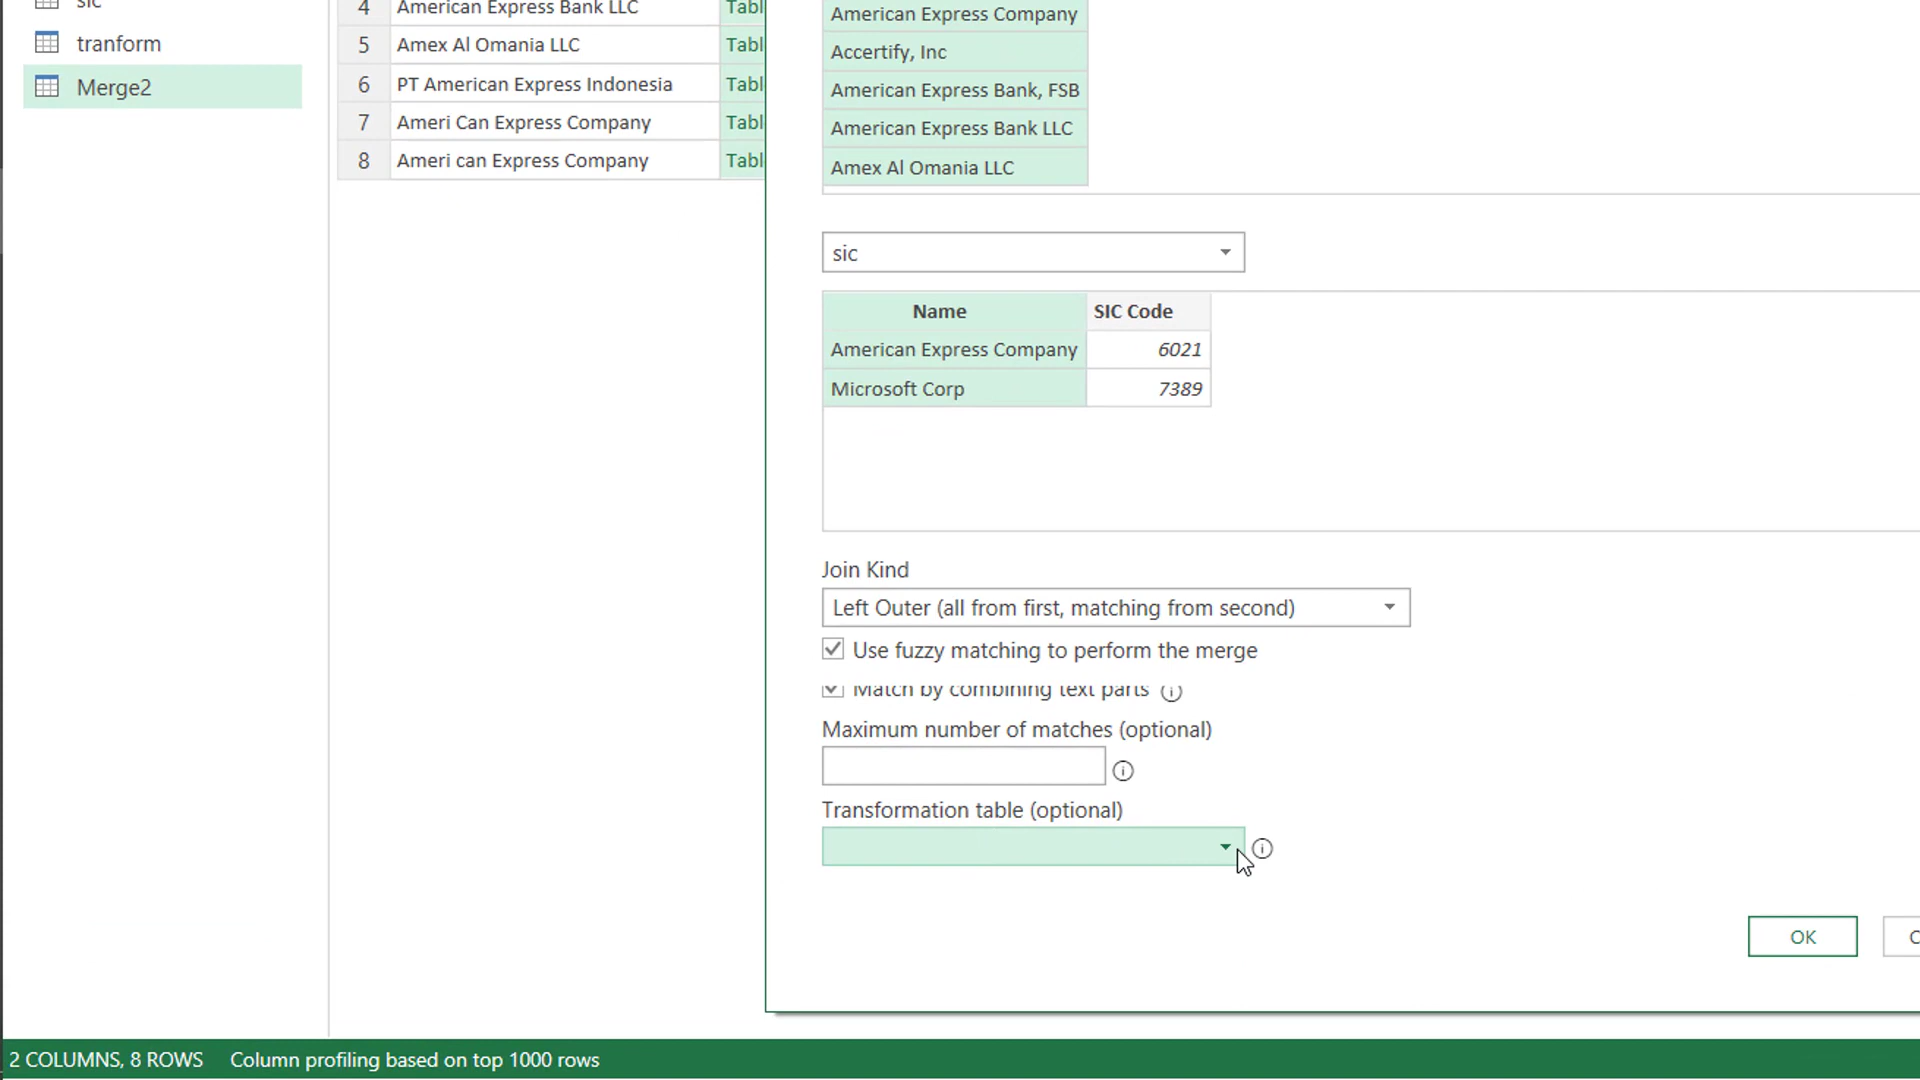 sic
tranform
Merge2
4 American Express Bank LLC Tabl
5 Amex Al Omania LLC Tabl
6 PT American Express Indonesia Tabl
7 Ameri Can Express Company Tabl
8 Ameri can Express Company Tabl
American Express Company
Accertify, Inc
American Express Bank, FSB
American Express Bank LLC
Amex Al Omania LLC
sic
Name SIC Code
American Express Company 6021
Microsoft Corp 7389
Join Kind
Left Outer (all from first, matching from second)
Use fuzzy matching to perform the merge
Match by combining text parts
Maximum number of matches (optional)
Transformation table (optional)
OK C
2 COLUMNS, 8 ROWS Column profiling based on top 1000 rows